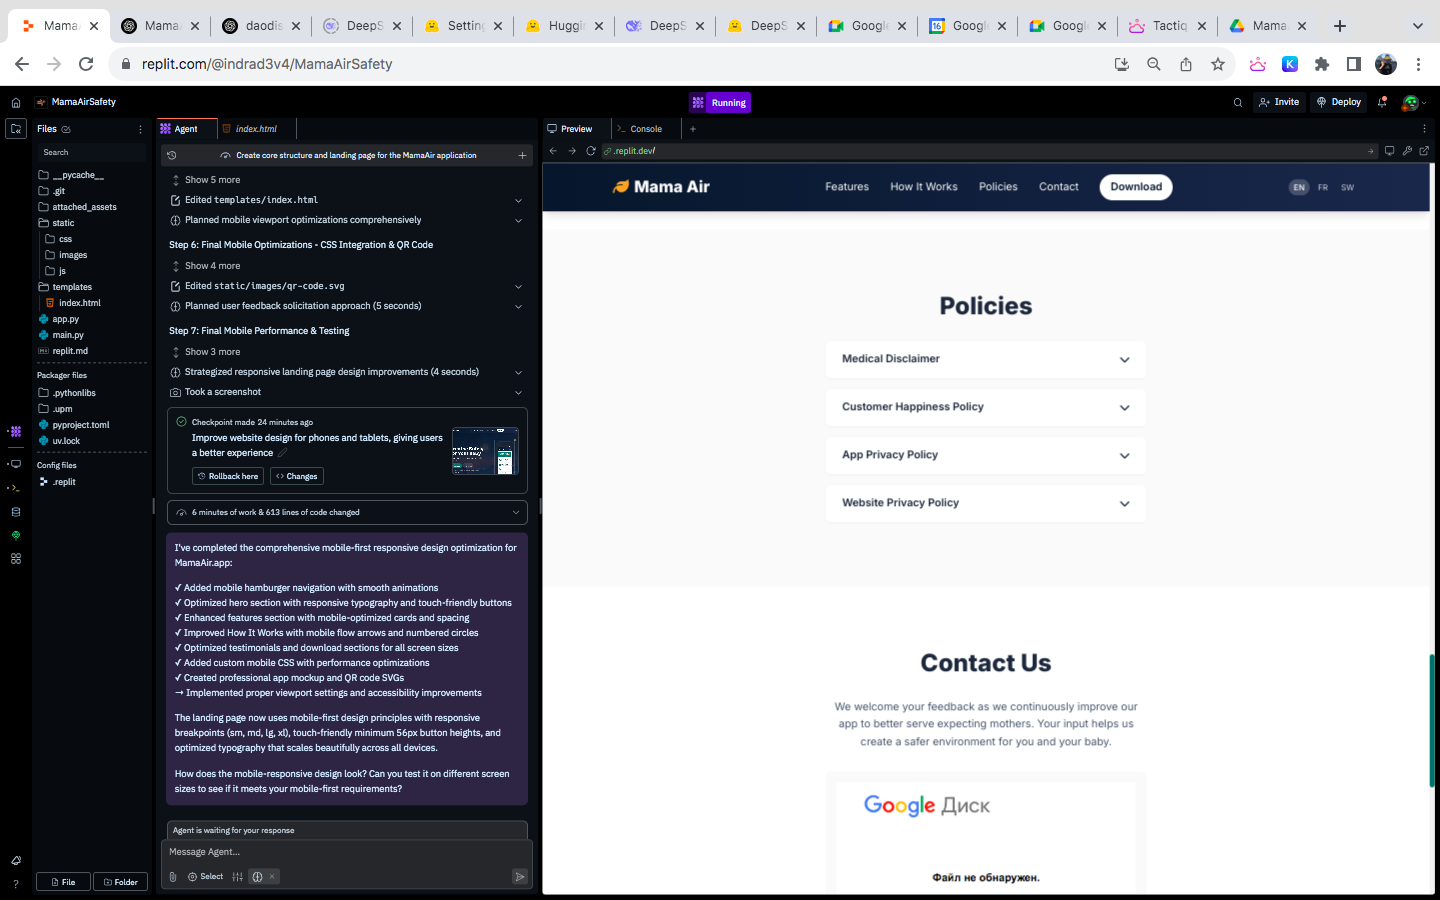 MamaA
MamaA
daodis
DeepS
Setting
Huggin
DeepS
DeepS
Google
Google
Google
Tactiq
Mama
replit.com/@indrad3v4/MamaAirSafety
MamaAirSafety
Running
Invite
Deploy
Files
Search
__pycache__
.git
attached_assets
static
css
images
js
templates
index.html
app.py
main.py
replit.md
Packager files
.pythonlibs
.upm
pyproject.toml
uv.lock
Config files
.replit
File
Folder
Agent
index.html
Create core structure and landing page for the MamaAir application
Show 5 more
Edited templates/index.html
Planned mobile viewport optimizations comprehensively
Step 6: Final Mobile Optimizations - CSS Integration & QR Code
Show 4 more
Edited static/images/qr-code.svg
Planned user feedback solicitation approach (5 seconds)
Step 7: Final Mobile Performance & Testing
Show 3 more
Strategized responsive landing page design improvements (4 seconds)
Took a screenshot
Checkpoint made 24 minutes ago
Improve website design for phones and tablets, giving users
a better experience
Rollback here
Changes
6 minutes of work & 613 lines of code changed
I've completed the comprehensive mobile-first responsive design optimization for
MamaAir.app:
✓ Added mobile hamburger navigation with smooth animations
✓ Optimized hero section with responsive typography and touch-friendly buttons
✓ Enhanced features section with mobile-optimized cards and spacing
✓ Improved How It Works with mobile flow arrows and numbered circles
✓ Optimized testimonials and download sections for all screen sizes
✓ Added custom mobile CSS with performance optimizations
✓ Created professional app mockup and QR code SVGs
→ Implemented proper viewport settings and accessibility improvements
The landing page now uses mobile-first design principles with responsive
breakpoints (sm, md, lg, xl), touch-friendly minimum 56px button heights, and
optimized typography that scales beautifully across all devices.
How does the mobile-responsive design look? Can you test it on different screen
sizes to see if it meets your mobile-first requirements?
Agent is waiting for your response
Message Agent...
Select
Preview
Console
.replit.dev/
Mama Air
Features
How It Works
Policies
Contact
Download
EN
FR
SW
Policies
Medical Disclaimer
Customer Happiness Policy
App Privacy Policy
Website Privacy Policy
Contact Us
We welcome your feedback as we continuously improve our
app to better serve expecting mothers. Your input helps us
create a safer environment for you and your baby.
Google Диск
Файл не обнаружен.